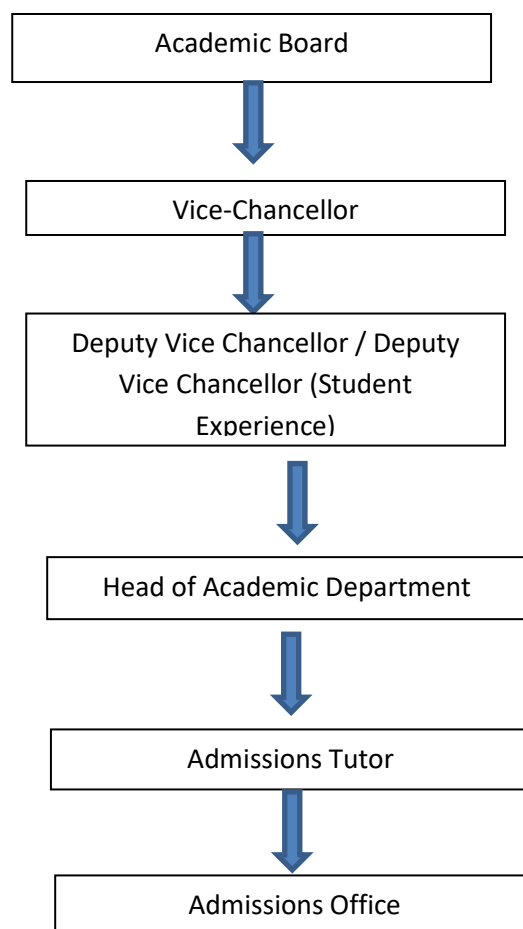 Academic Board
Vice-Chancellor
Deputy Vice Chancellor / Deputy
Vice Chancellor (Student
Experience)
Head of Academic Department
Admissions Tutor
Admissions Office